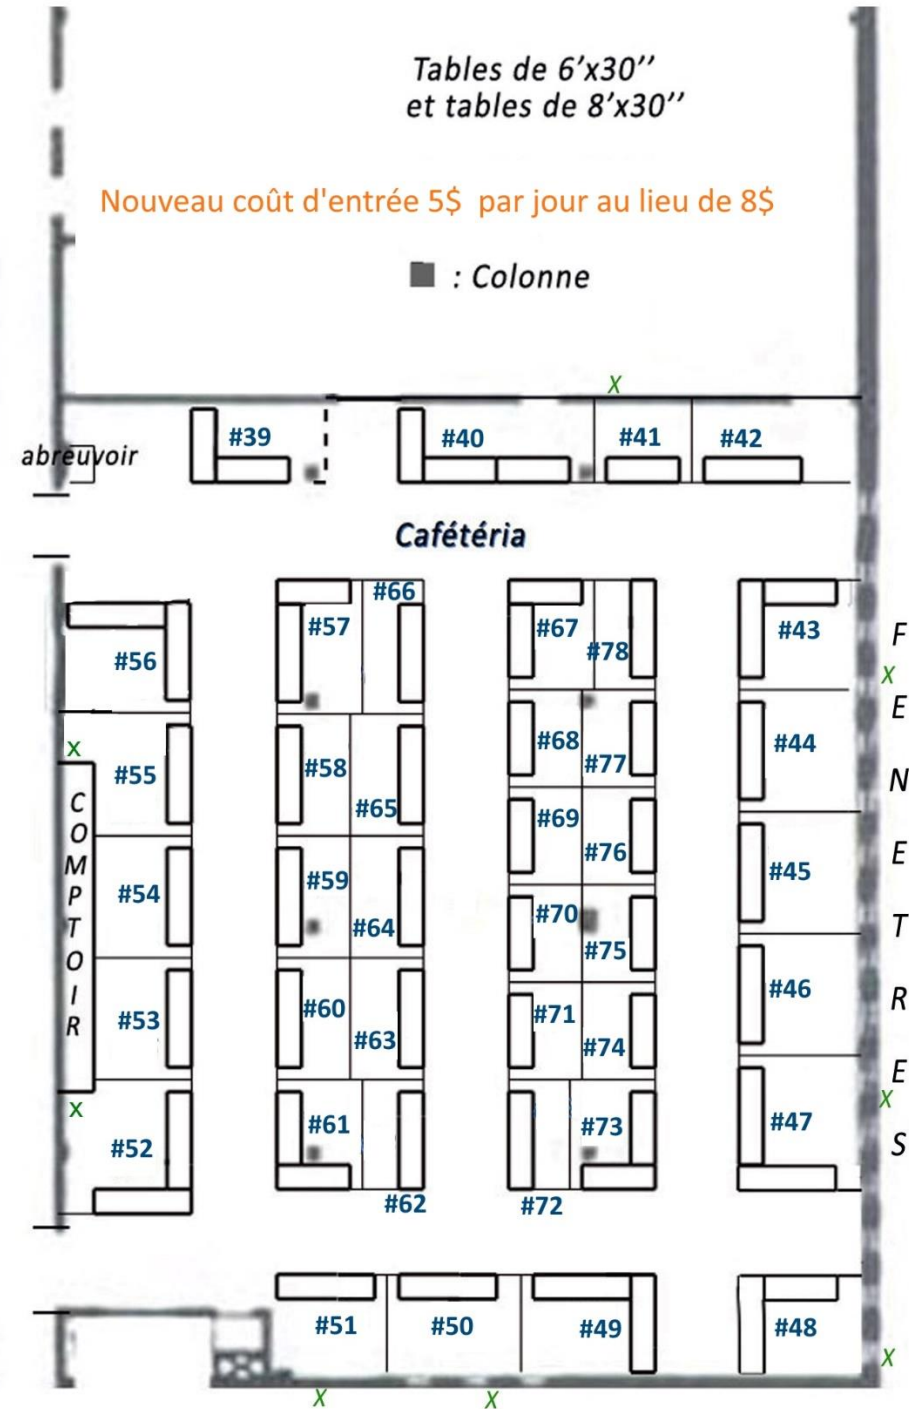 Tables de 6'x30''
et tables de 8'x30''
Nouveau coût d'entrée 5$ par jour au lieu de 8$
: Colonne
X
#39
#40
#41
#42
abreuvoir
Cafétéria
#66
#57
#67
#78
#43
#56
#58
#65
#68
#77
#44
#55
X
#59
#64
#69
#76
#45
#54
#70
#75
#60
#63
#71
#74
#46
#53
COMPTOIR
X
#61
#62
#73
#72
#47
#52
FENETRES
X
X
#51
#50
#49
#48
X
X
X